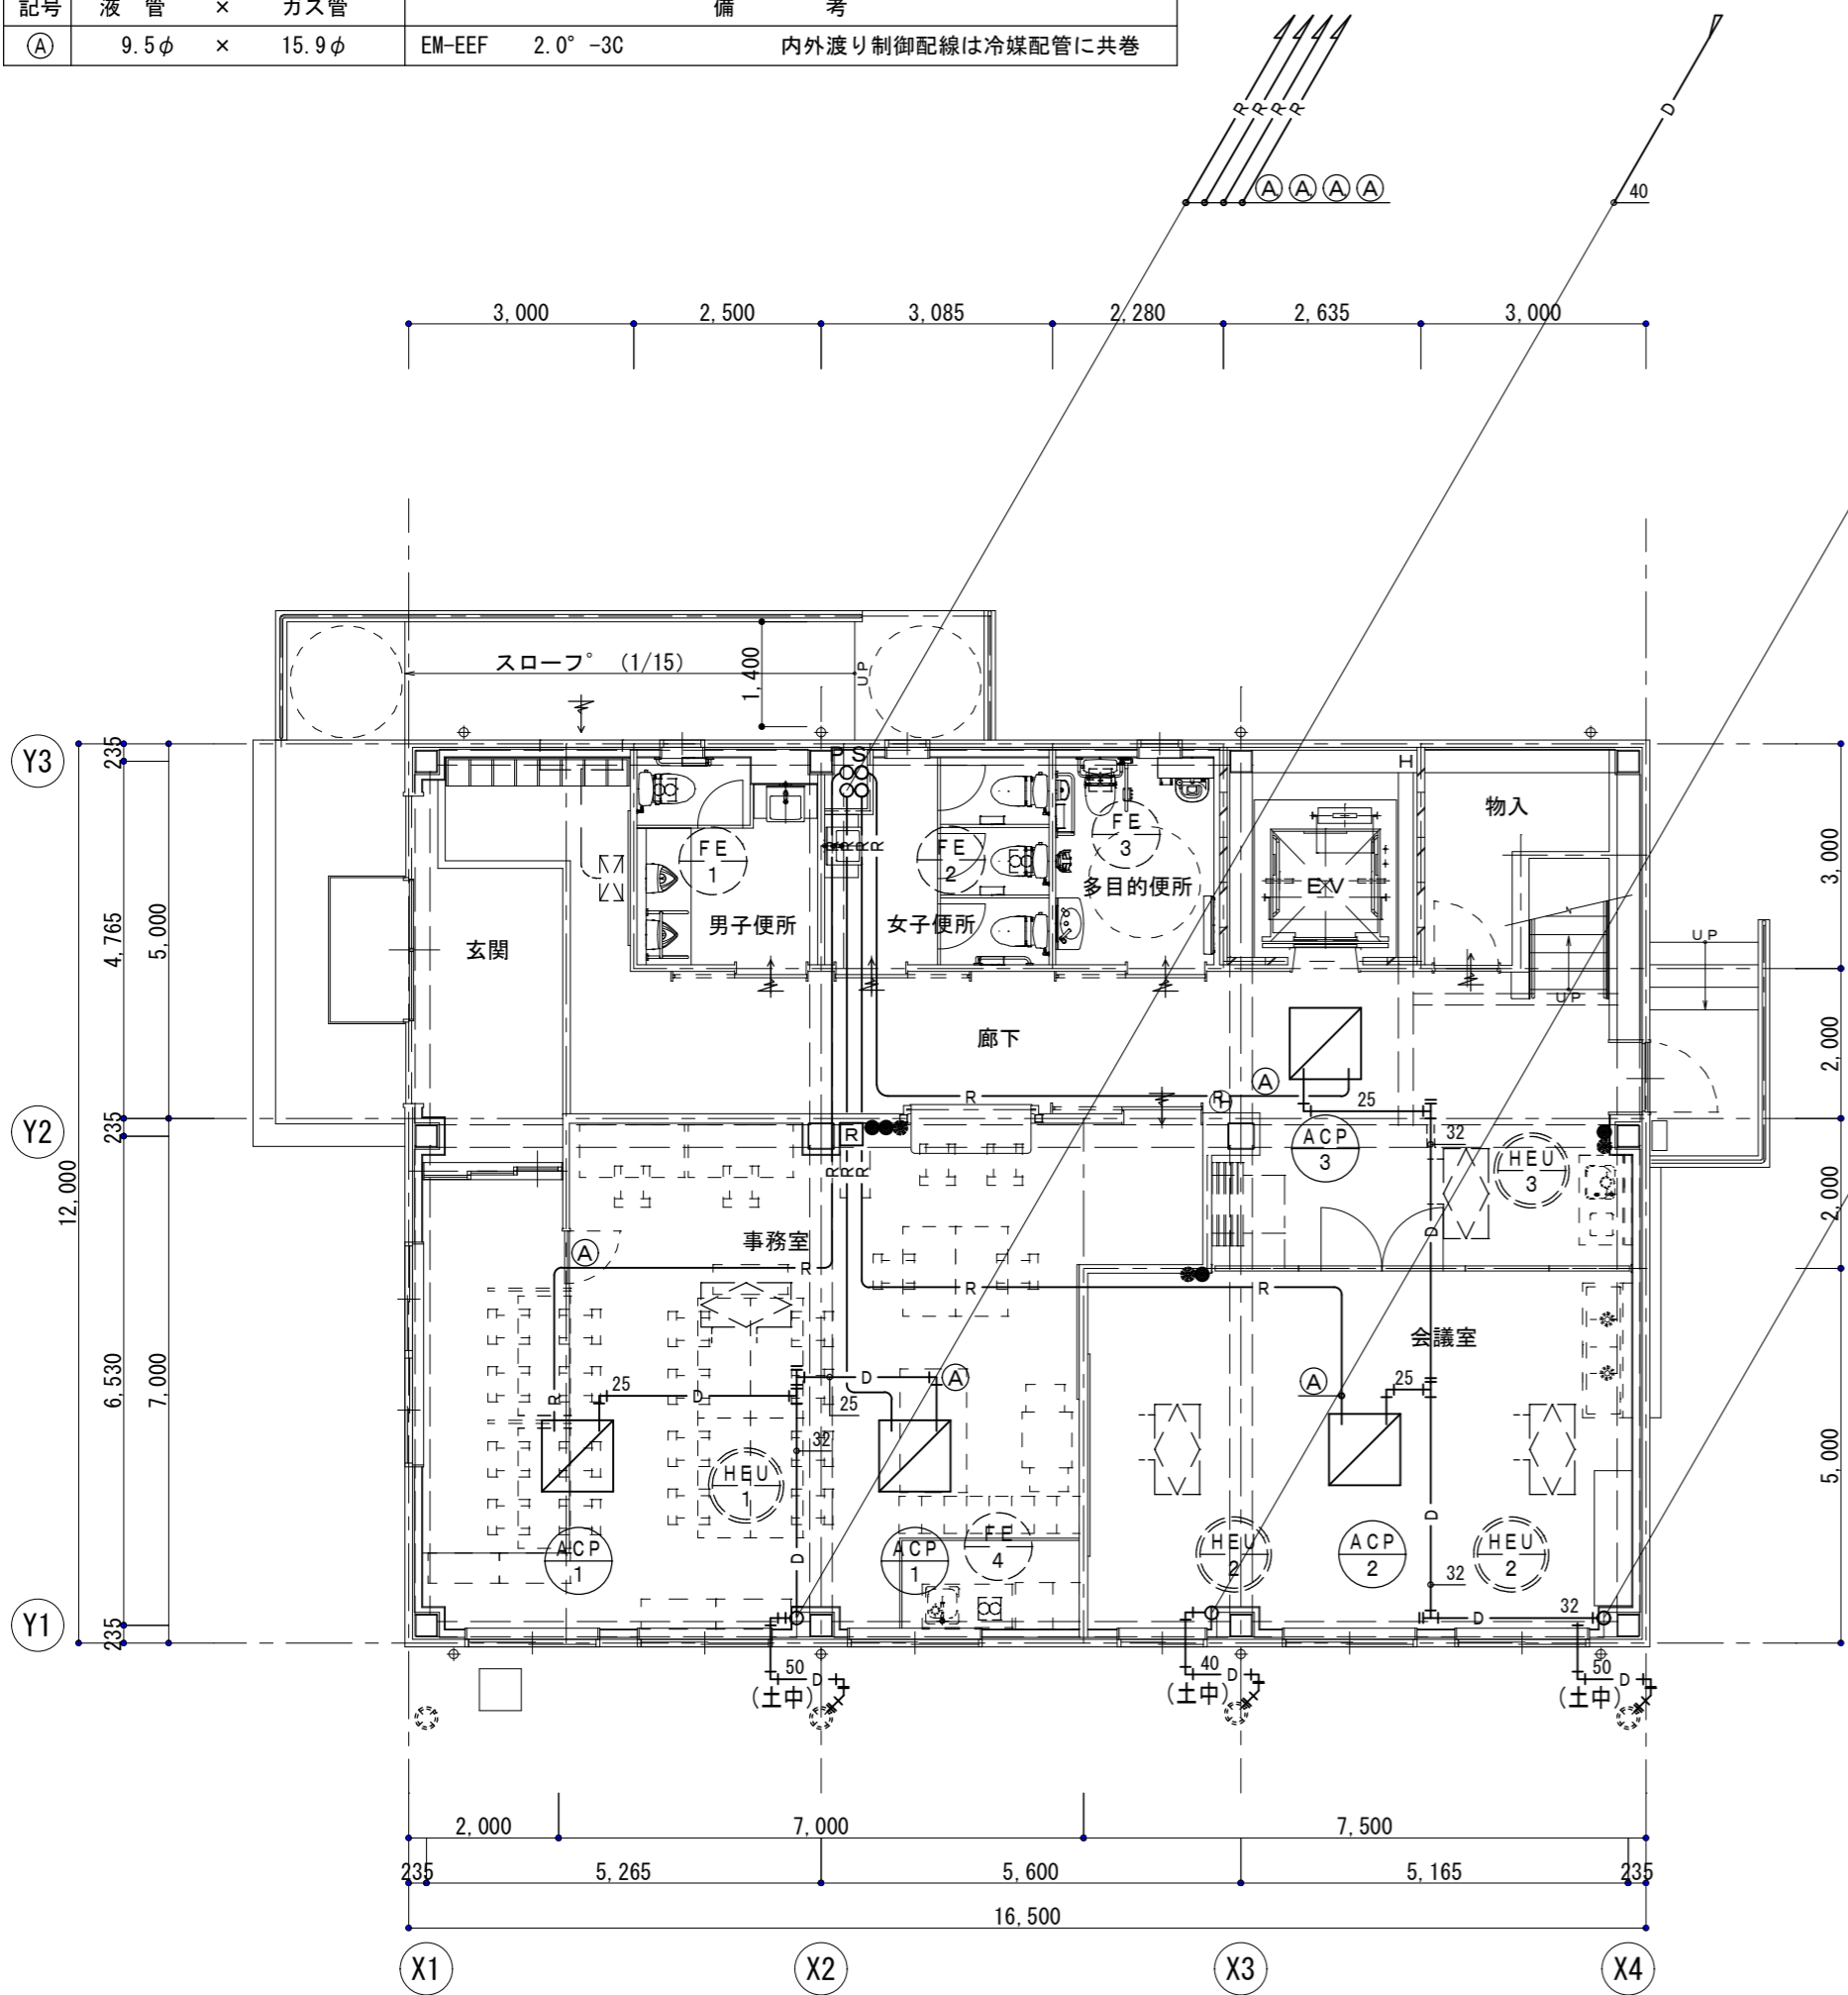 記号 液 管 × ガス管 備 考
Ⓐ 9.5φ × 15.9φ EM-EEF 2.0° -3C 内外渡り制御配線は冷媒配管に共巻
R R R R D
Ⓐ Ⓐ Ⓐ Ⓐ 40
3,000 2,500 3,085 2,280 2,635 3,000
スロープ (1/15) 1,400 UP
Y3 235 PS H
物入
FE 1 FE 2 FE 3 EV 3,000
R R R R
多目的便所
男子便所 女子便所
4,765 5,000 玄関 UP
UP
廊下 2,000
R R H Ⓐ 25
Y2 235 R ACP 3 32 HEU 3
R R R
12,000 2,000
事務室 D
Ⓐ R
R R
会議室
6,530 7,000 25 D D Ⓐ Ⓐ 25
R 25
32 5,000
HEU 1
D D
ACP 1 ACP 1 FE 4 HEU 2 ACP 2 HEU 2
32
Y1 235 D 32
50 D 40 D 50 D
(土中) (土中) (土中)
2,000 7,000 7,500
235 5,265 5,600 5,165 235
16,500
X1 X2 X3 X4